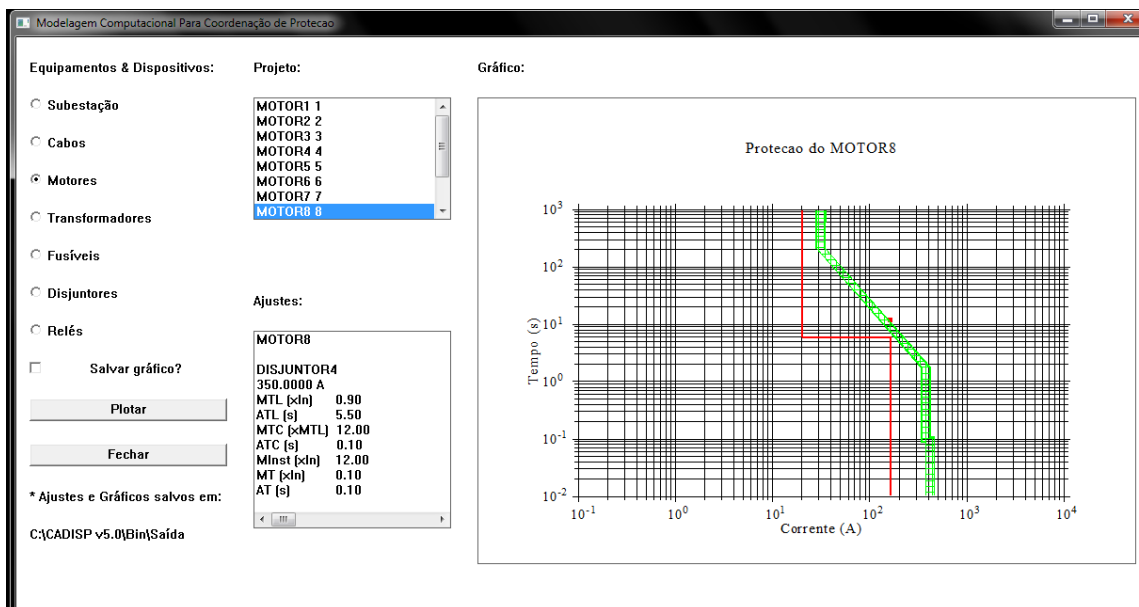 Modelagem Computacional Para Coordenação de Protecao
Equipamentos & Dispositivos:
Subestação
Cabos
Motores
Transformadores
Fusíveis
Disjuntores
Relés
Salvar gráfico?
Plotar
Fechar
* Ajustes e Gráficos salvos em:
C:\CADISP v5.0\Bin\Saída
Projeto:
MOTOR1 1
MOTOR2 2
MOTOR3 3
MOTOR4 4
MOTOR5 5
MOTOR6 6
MOTOR7 7
MOTOR8 8
Ajustes:
MOTOR8
DISJUNTOR4
350.0000 A
MTL (xIn) 0.90
ATL (s) 5.50
MTC (xMTL) 12.00
ATC (s) 0.10
MInst (xIn) 12.00
MT (xIn) 0.10
AT (s) 0.10
Gráfico:
Protecao do MOTOR8
10³
10²
10¹
10⁰
10⁻¹
10⁻²
Tempo (s)
10⁻¹ 10⁰ 10¹ 10² 10³ 10⁴
Corrente (A)